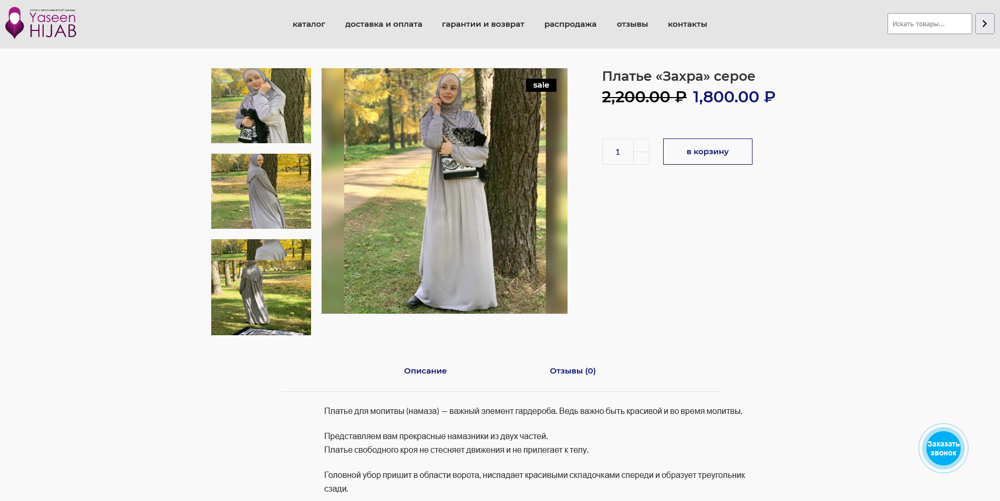 МАГАЗИН МУСУЛЬМАНСКОЙ ОДЕЖДЫ
Yaseen
HIJAB
каталог
доставка и оплата
гарантии и возврат
распродажа
отзывы
контакты
Искать товары...
sale
Платье «Захра» серое
2,200.00 ₽ 1,800.00 ₽
1
в корзину
Описание
Отзывы (0)
Платье для молитвы (намаза) — важный элемент гардероба. Ведь важно быть красивой и во время молитвы.
Представляем вам прекрасные намазники из двух частей.
Платье свободного кроя не стесняет движения и не прилегает к телу.
Головной убор пришит в области ворота, ниспадает красивыми складочками спереди и образует треугольник
сзади.
Заказать
звонок